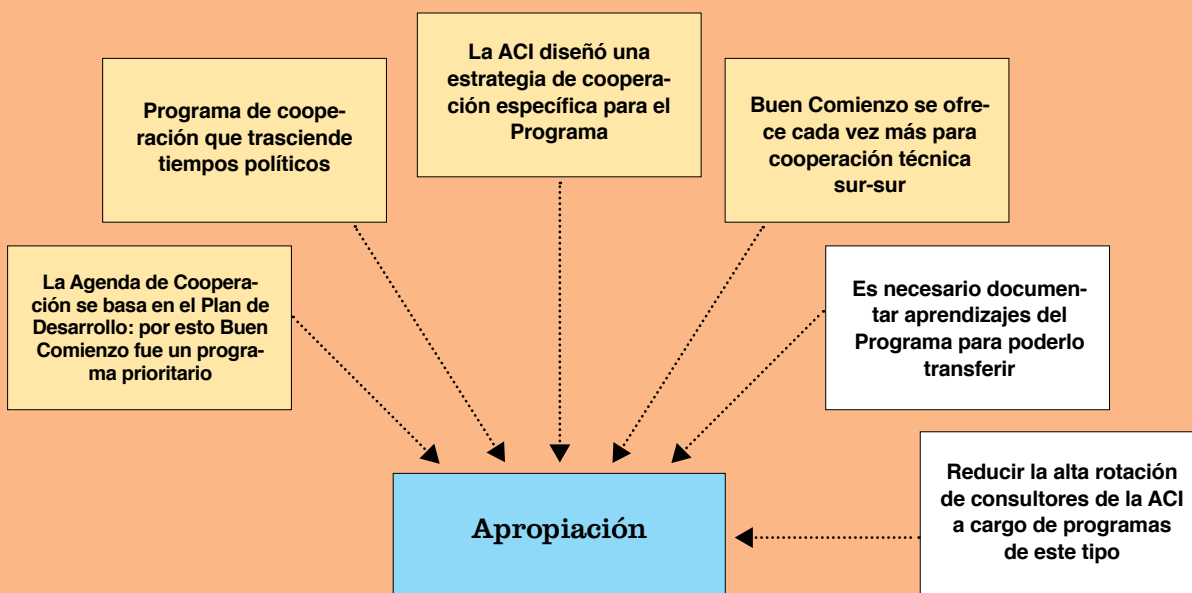 La Agenda de Coopera-
ción se basa en el Plan de
Desarrollo: por esto Buen
Comienzo fue un progra-
ma prioritario
Programa de coope-
ración que trasciende
tiempos políticos
La ACI diseñó una
estrategia de coopera-
ción específica para el
Programa
Buen Comienzo se ofre-
ce cada vez más para
cooperación técnica
sur-sur
Es necesario documen-
tar aprendizajes del
Programa para poderlo
transferir
Reducir la alta rotación
de consultores de la ACI
a cargo de programas
de este tipo
Apropiación